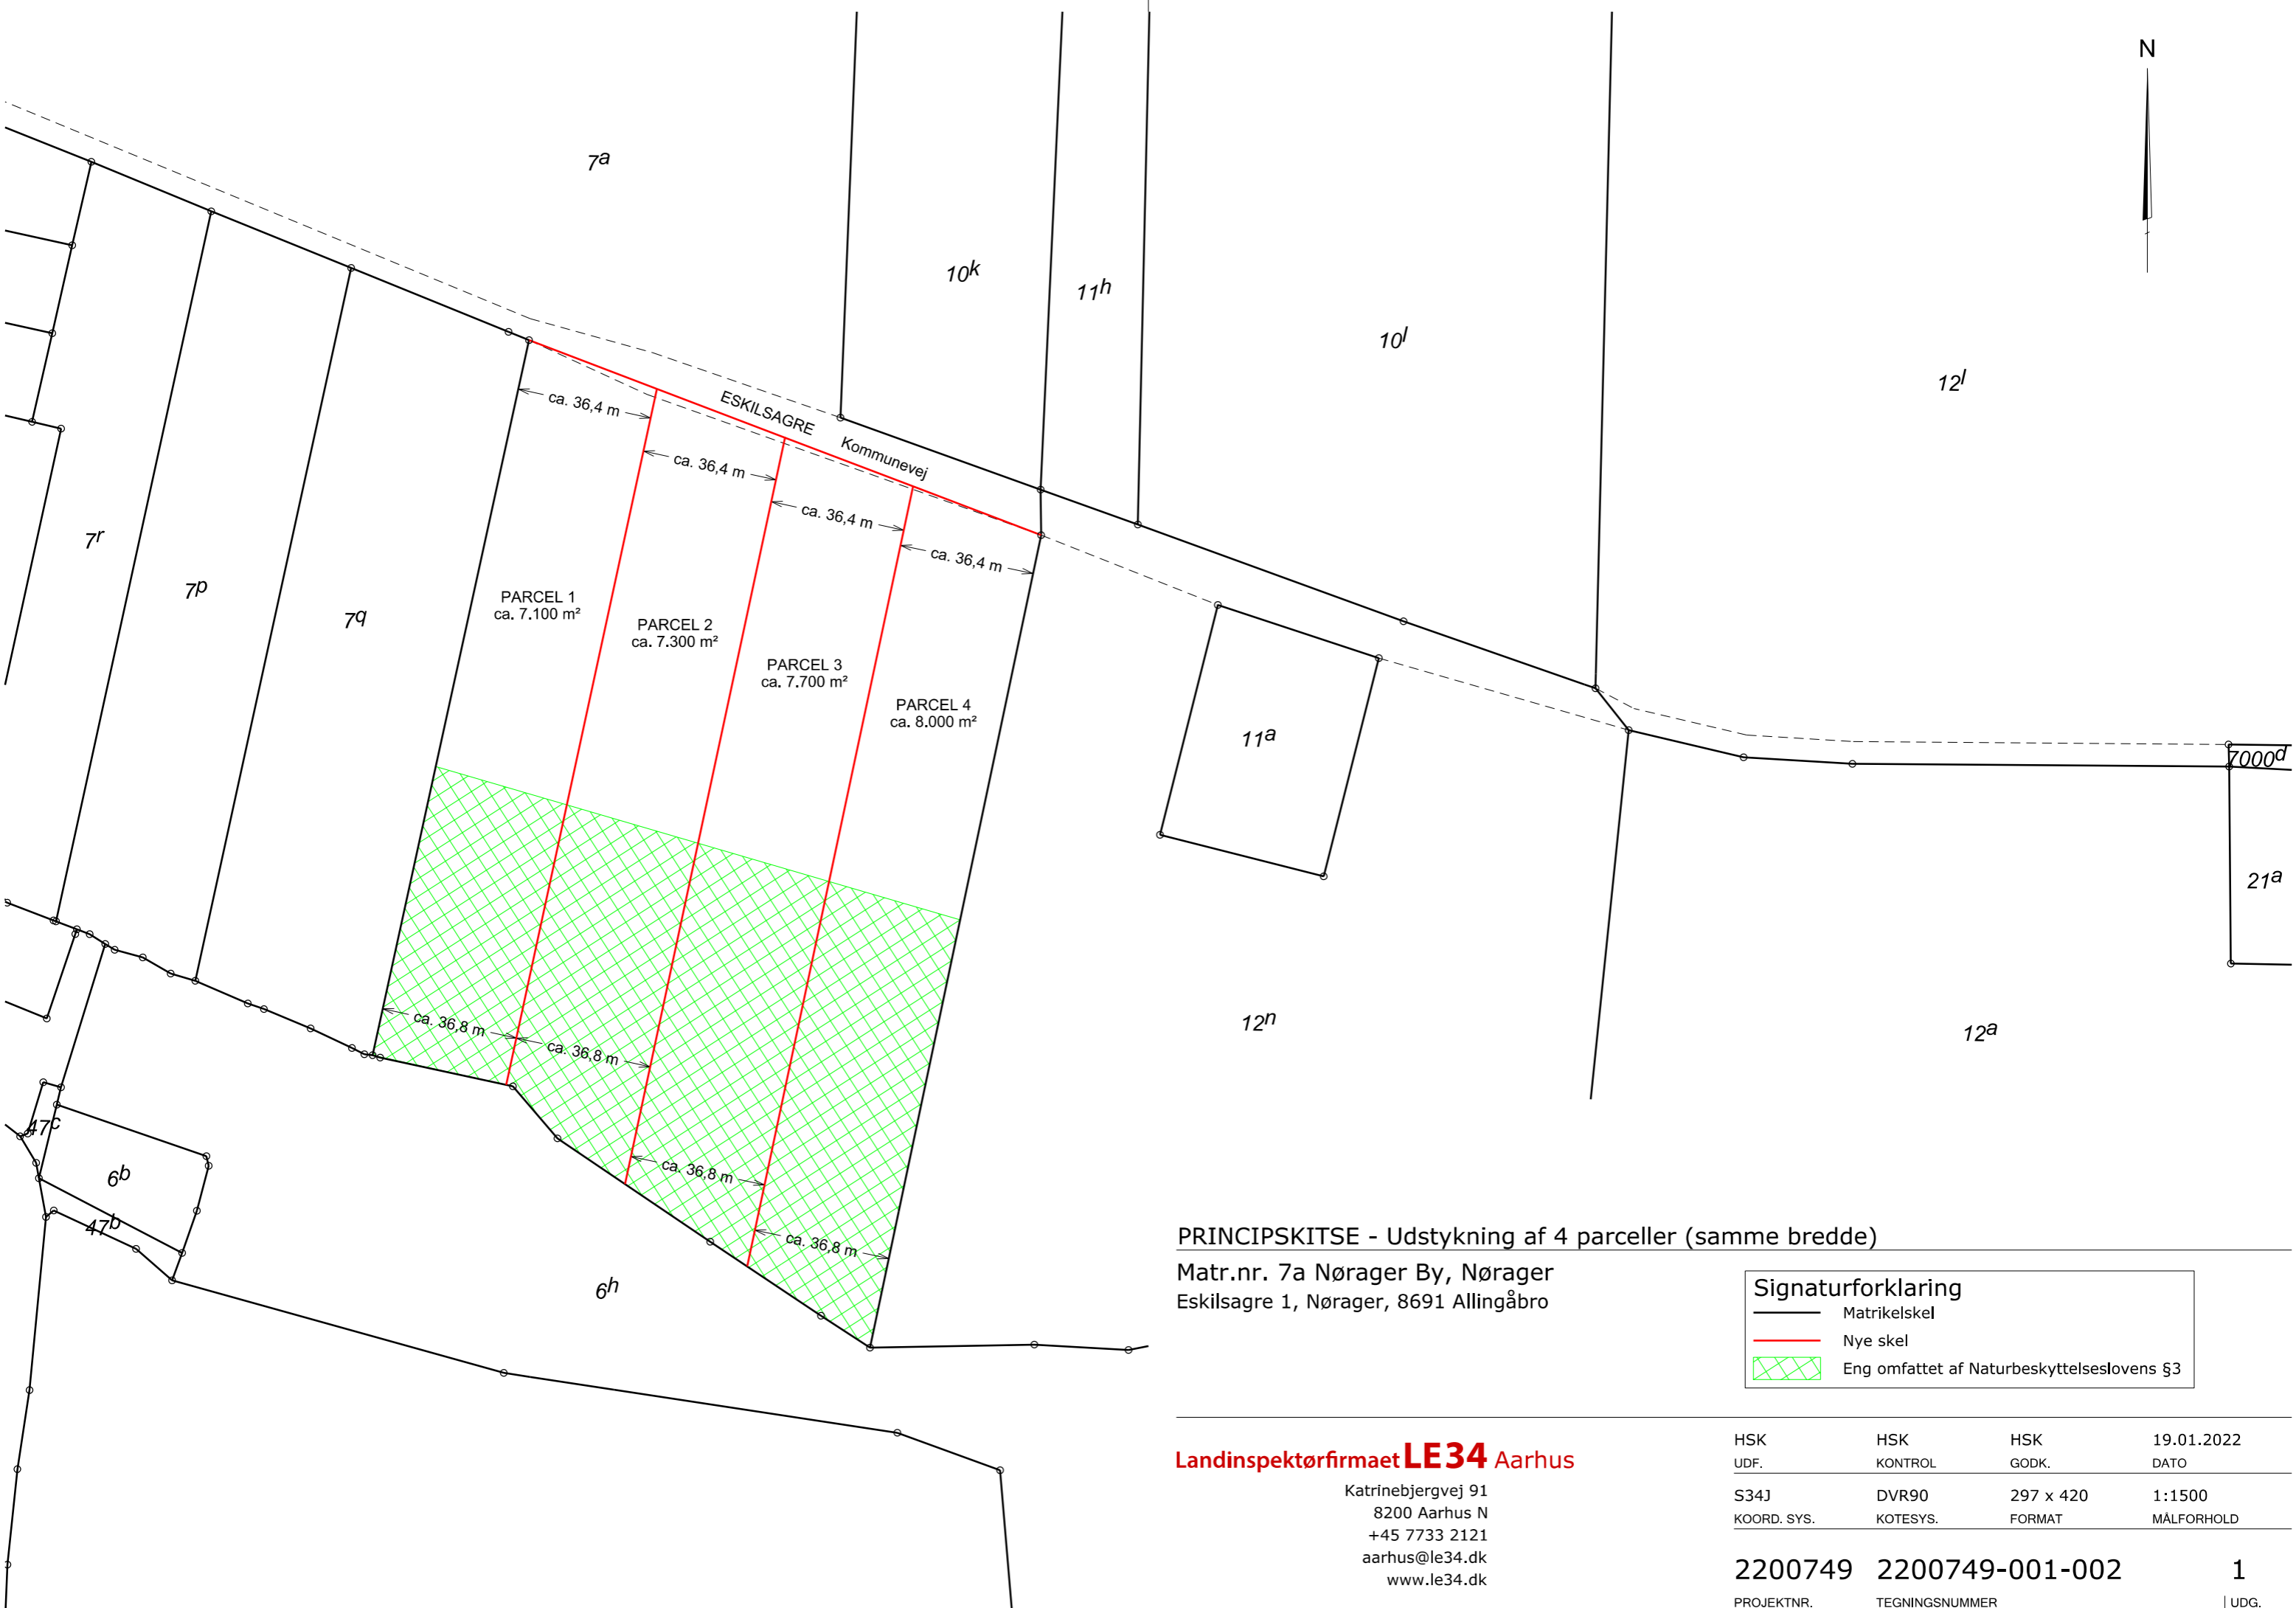 N
7a
10k
11h
10l
12l
ca. 36,4 m
ESKILSAGRE
Kommunevej
ca. 36,4 m
ca. 36,4 m
ca. 36,4 m
7r
7p
7q
PARCEL 1
ca. 7.100 m²
PARCEL 2
ca. 7.300 m²
PARCEL 3
ca. 7.700 m²
PARCEL 4
ca. 8.000 m²
11a
7000d
21a
12n
12a
ca. 36,8 m
ca. 36,8 m
ca. 36,8 m
ca. 36,8 m
47c
6b
47b
6h
PRINCIPSKITSE - Udstykning af 4 parceller (samme bredde)
Matr.nr. 7a Nørager By, Nørager
Eskilsagre 1, Nørager, 8691 Allingåbro
Signaturforklaring
Matrikelskel
Nye skel
Eng omfattet af Naturbeskyttelseslovens §3
Landinspektørfirmaet LE34 Aarhus
Katrinebjergvej 91
8200 Aarhus N
+45 7733 2121
aarhus@le34.dk
www.le34.dk
HSK HSK HSK 19.01.2022
UDF. KONTROL GODK. DATO
S34J DVR90 297 x 420 1:1500
KOORD. SYS. KOTESYS. FORMAT MÅLFORHOLD
2200749 2200749-001-002 1
PROJEKTNR. TEGNINGSNUMMER UDG.